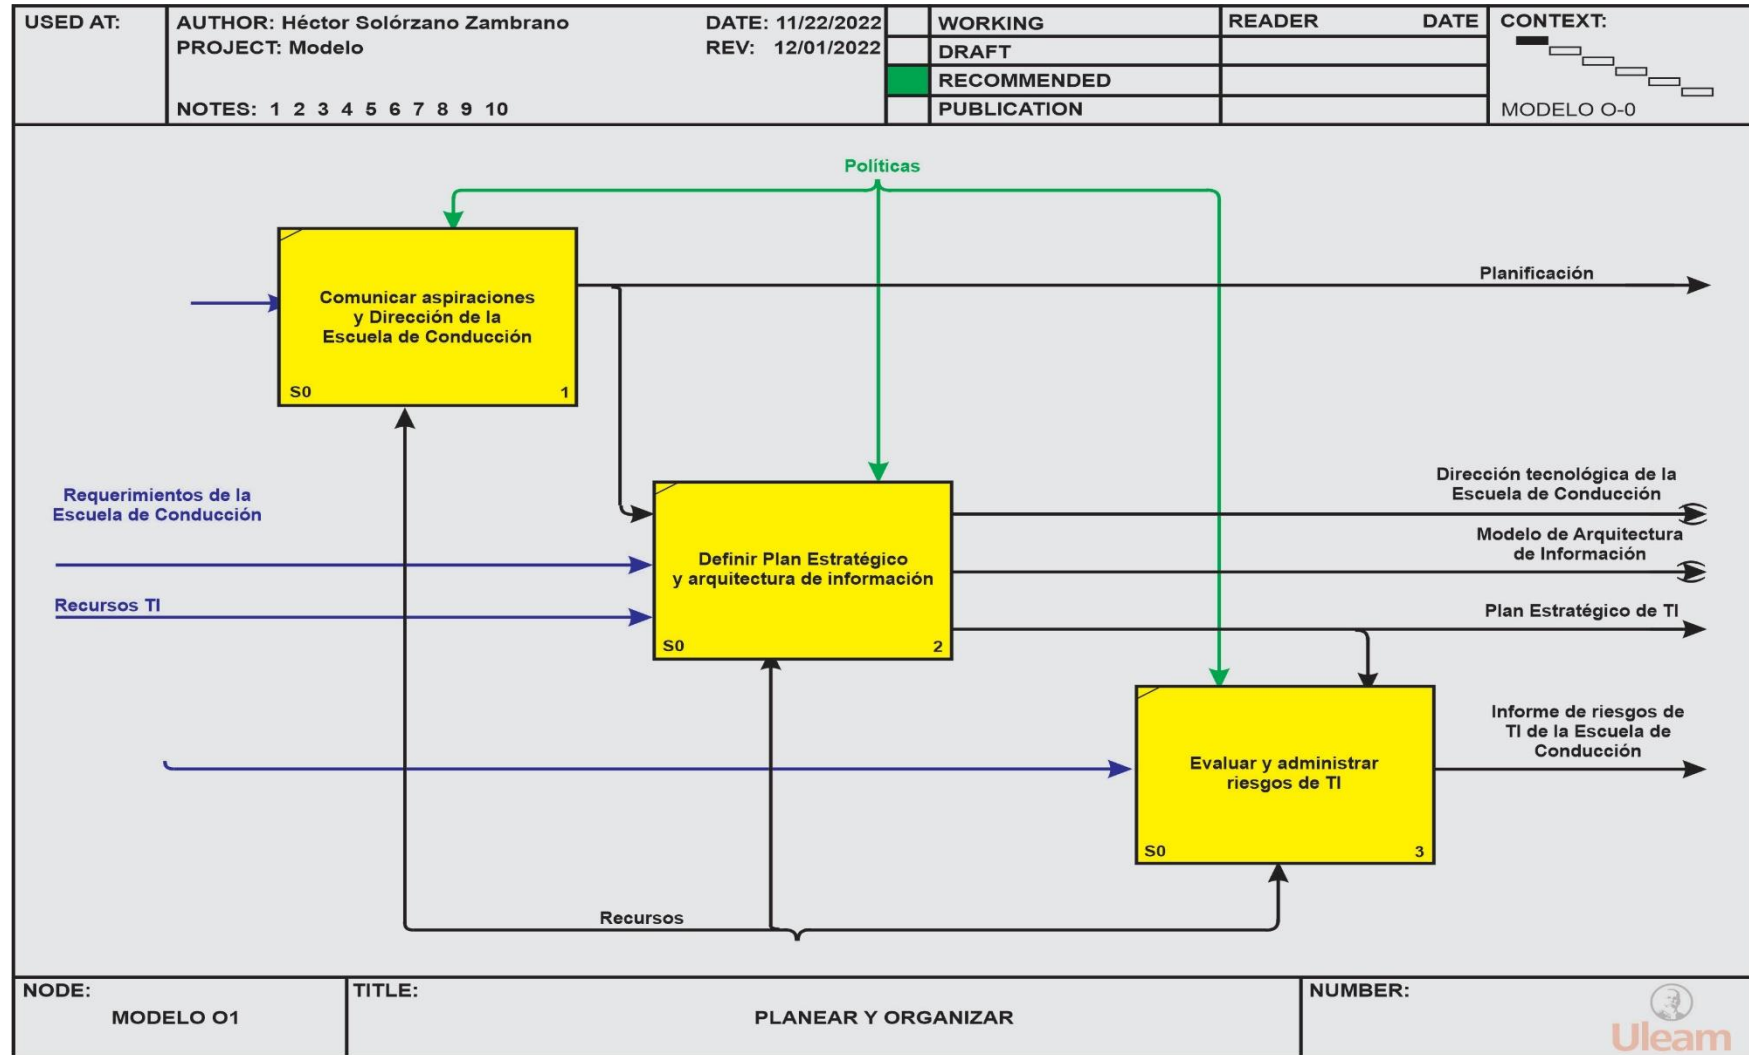 USED AT:
AUTHOR: Héctor Solórzano Zambrano
DATE: 11/22/2022
PROJECT: Modelo
REV: 12/01/2022
NOTES: 1 2 3 4 5 6 7 8 9 10
WORKING
DRAFT
RECOMMENDED
PUBLICATION
READER
DATE
CONTEXT:
MODELO O-0
Políticas
Comunicar aspiraciones
y Dirección de la
Escuela de Conducción
S0
1
Planificación
Requerimientos de la
Escuela de Conducción
Recursos TI
Definir Plan Estratégico
y arquitectura de información
S0
2
Dirección tecnológica de la
Escuela de Conducción
Modelo de Arquitectura
de Información
Plan Estratégico de TI
Evaluar y administrar
riesgos de TI
S0
3
Informe de riesgos de
TI de la Escuela de
Conducción
Recursos
NODE:
MODELO O1
TITLE:
PLANEAR Y ORGANIZAR
NUMBER:
Uleam